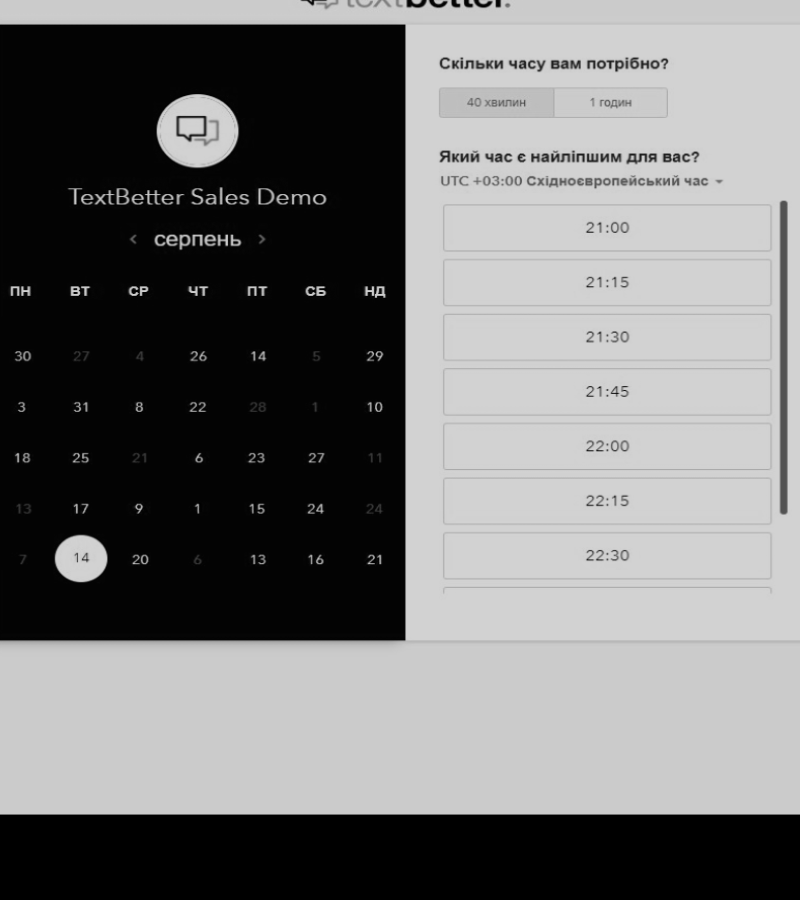 textbetter.
TextBetter Sales Demo
‹ серпень ›
ПН ВТ СР ЧТ ПТ СБ НД
30 27 4 26 14 5 29
3 31 8 22 28 1 10
18 25 21 6 23 27 11
13 17 9 1 15 24 24
7 14 20 6 13 16 21
Скільки часу вам потрібно?
40 хвилин 1 годин
Який час є найліпшим для вас?
UTC +03:00 Східноєвропейський час
21:00
21:15
21:30
21:45
22:00
22:15
22:30